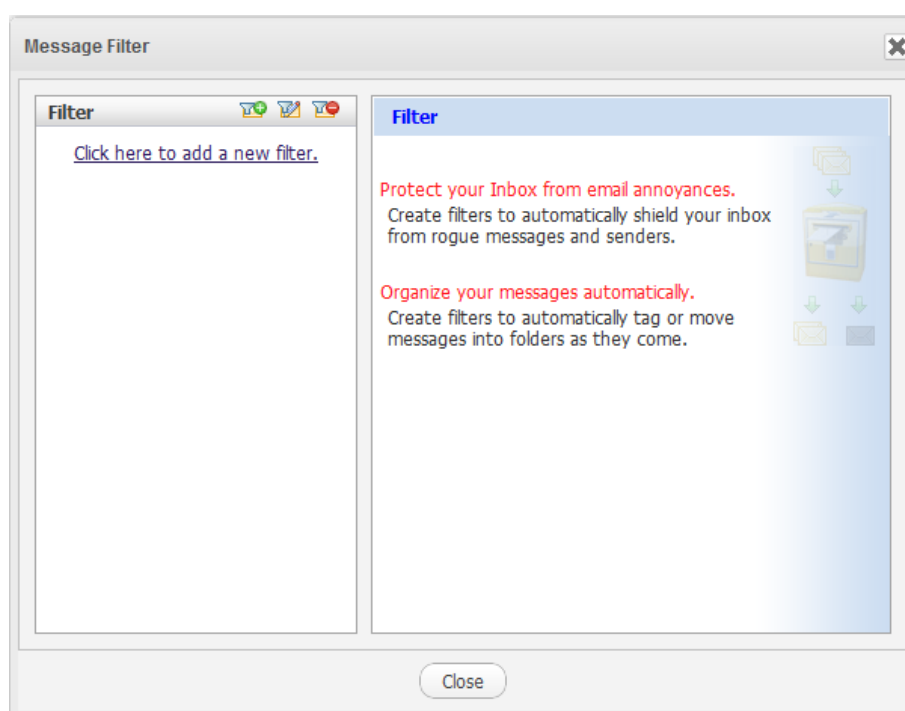 Message Filter
Filter
Click here to add a new filter.
Filter
Protect your Inbox from email annoyances.
Create filters to automatically shield your inbox
from rogue messages and senders.
Organize your messages automatically.
Create filters to automatically tag or move
messages into folders as they come.
Close